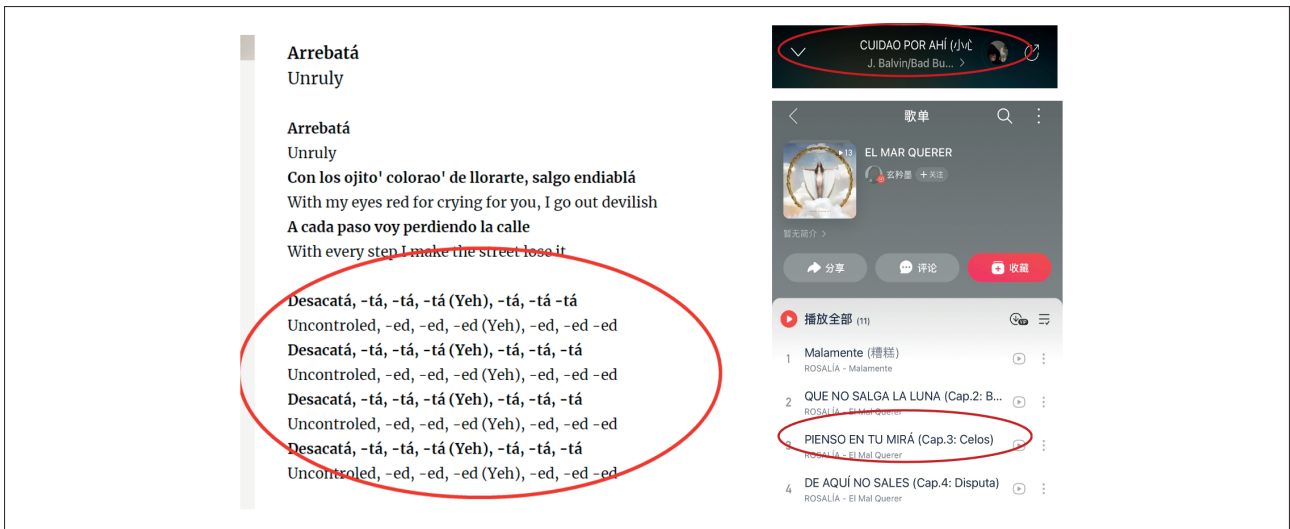 Arrebatá
Unruly
Arrebatá
Unruly
Con los ojito' colorao' de llorarte, salgo endiablá
With my eyes red for crying for you, I go out devilish
A cada paso voy perdiendo la calle
With every step I make the street lose it
Desacatá, -tá, -tá, -tá (Yeh), -tá, -tá -tá
Uncontroled, -ed, -ed, -ed (Yeh), -ed, -ed -ed
Desacatá, -tá, -tá, -tá (Yeh), -tá, -tá, -tá
Uncontroled, -ed, -ed, -ed (Yeh), -ed, -ed -ed
Desacatá, -tá, -tá, -tá (Yeh), -tá, -tá, -tá
Uncontroled, -ed, -ed, -ed (Yeh), -ed, -ed -ed
Desacatá, -tá, -tá, -tá (Yeh), -tá, -tá, -tá
Uncontroled, -ed, -ed, -ed (Yeh), -ed, -ed -ed
CUIDAO POR AHÍ (小心
J. Balvin/Bad Bu... >
歌单
13
EL MAR QUERER
玄矜墨 +关注
暂无简介 >
分享 评论 收藏
播放全部 (11)
1 Malamente (糟糕)
ROSALÍA - Malamente
2 QUE NO SALGA LA LUNA (Cap.2: B...
ROSALÍA - El Mal Querer
3 PIENSO EN TU MIRÁ (Cap.3: Celos)
ROSALÍA - El Mal Querer
4 DE AQUÍ NO SALES (Cap.4: Disputa)
ROSALÍA - El Mal Querer